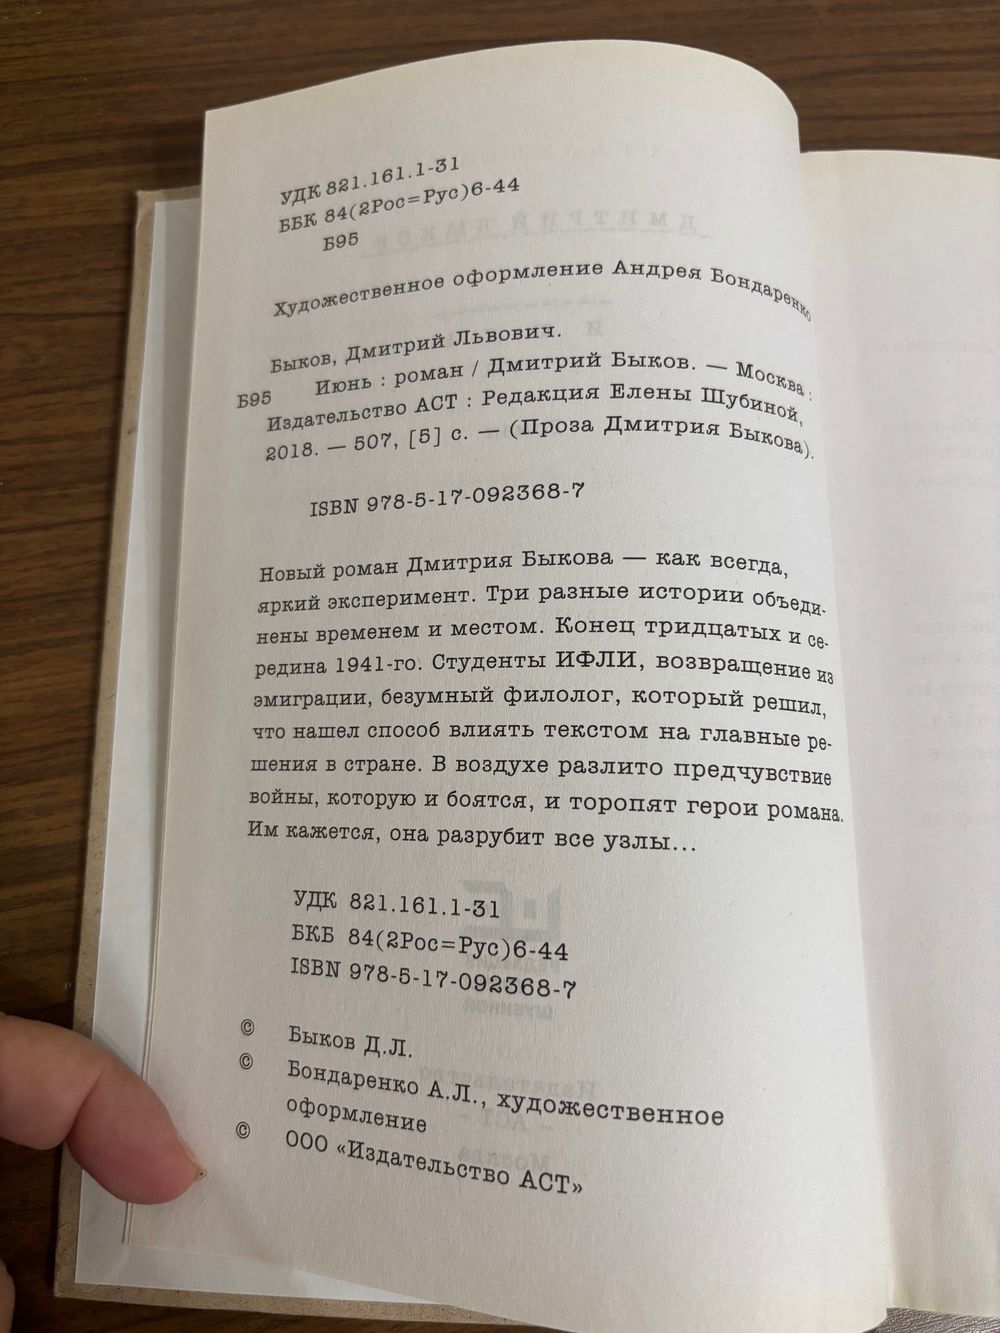 УДК 821.161.1-31
ББК 84(2Рос=Рус)6-44
Б95
Художественное оформление Андрея Бондаренко
Быков, Дмитрий Львович.
Б95 Июнь : роман / Дмитрий Быков. — Москва :
Издательство АСТ : Редакция Елены Шубиной,
2018. — 507, [5] с. — (Проза Дмитрия Быкова).
ISBN 978-5-17-092368-7
Новый роман Дмитрия Быкова — как всегда,
яркий эксперимент. Три разные истории объеди-
нены временем и местом. Конец тридцатых и се-
редина 1941-го. Студенты ИФЛИ, возвращение из
эмиграции, безумный филолог, который решил,
что нашел способ влиять текстом на главные ре-
шения в стране. В воздухе разлито предчувствие
войны, которую и боятся, и торопят герои романа.
Им кажется, она разрубит все узлы...
УДК 821.161.1-31
БКБ 84(2Рос=Рус)6-44
ISBN 978-5-17-092368-7
© Быков Д.Л.
© Бондаренко А.Л., художественное
оформление
© ООО «Издательство АСТ»